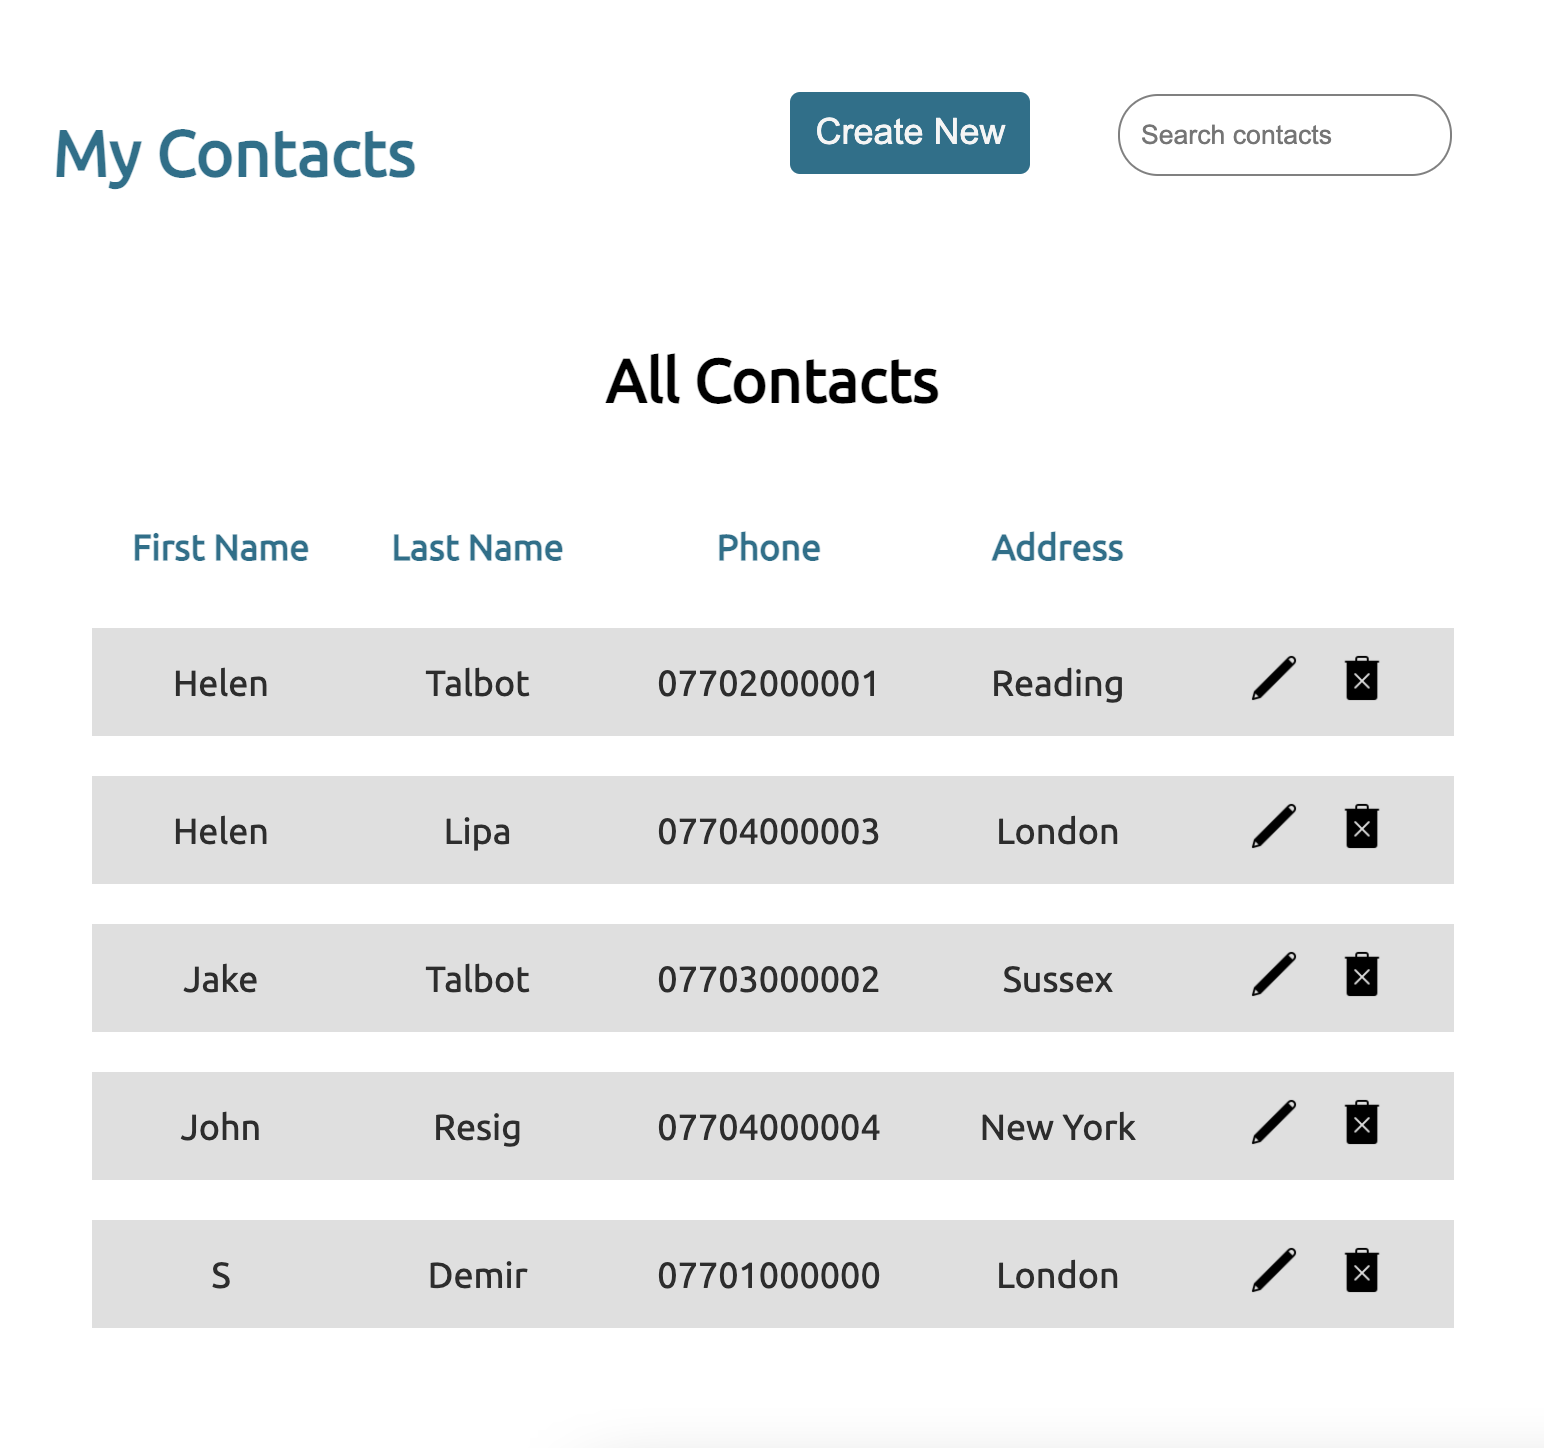 My Contacts
Create New
Search contacts
All Contacts
First Name Last Name Phone Address
Helen Talbot 07702000001 Reading
Helen Lipa 07704000003 London
Jake Talbot 07703000002 Sussex
John Resig 07704000004 New York
S Demir 07701000000 London